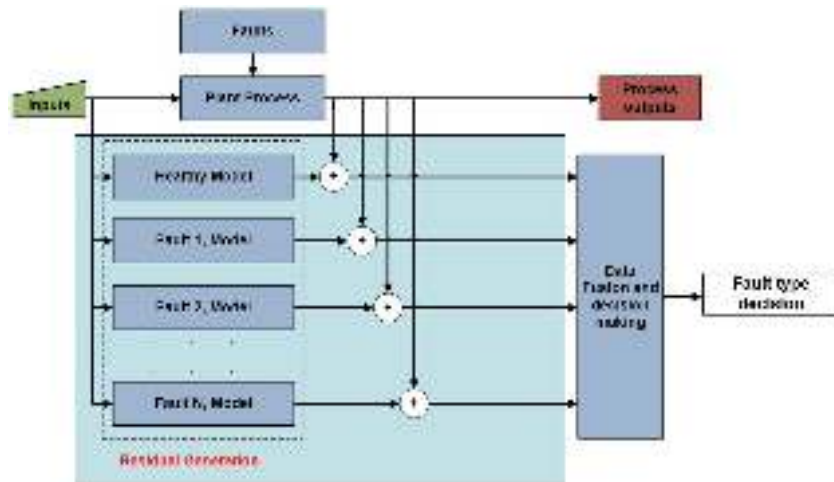 Faults
Inputs
Plant Process
Process
outputs
Healthy Model
+
Fault 1, Model
+
Fault 2, Model
+
Fault N, Model
+
Data
Fusion and
decision
making
Fault type
decision
Residual Generation